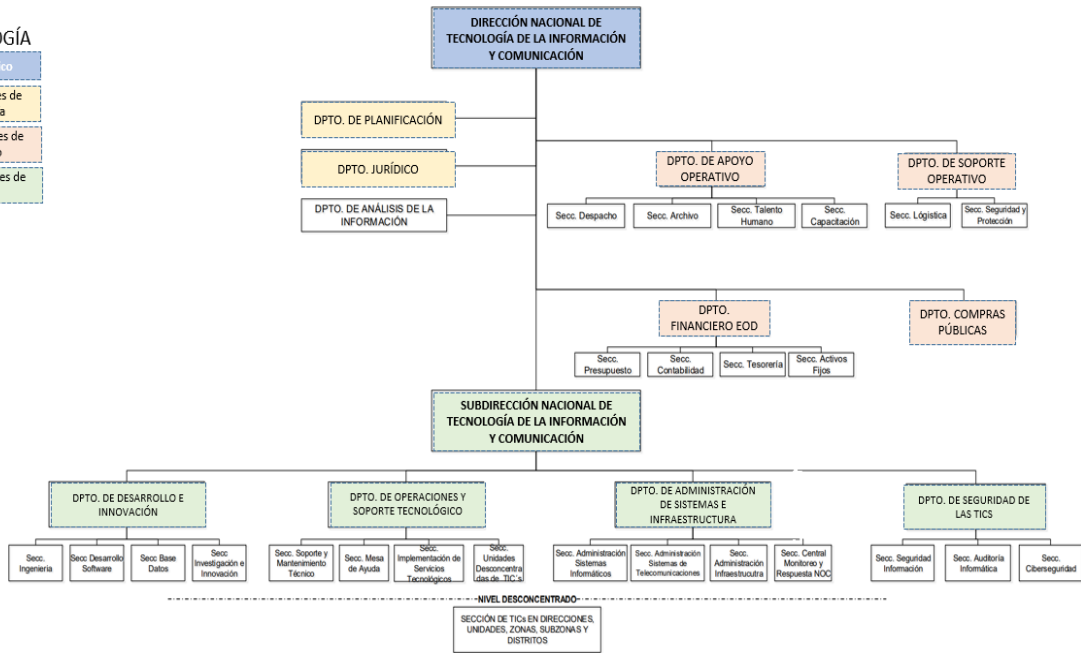 DIRECCIÓN NACIONAL DE
TECNOLOGÍA DE LA INFORMACIÓN
Y COMUNICACIÓN
OGÍA
ico
es de
a
es de
o
es de
DPTO. DE PLANIFICACIÓN
DPTO. JURÍDICO
DPTO. DE ANÁLISIS DE LA
INFORMACIÓN
DPTO. DE APOYO
OPERATIVO
DPTO. DE SOPORTE
OPERATIVO
Secc. Despacho
Secc. Archivo
Secc. Talento
Humano
Secc.
Capacitación
Secc. Lógistica
Secc. Seguridad y
Protección
DPTO.
FINANCIERO EOD
DPTO. COMPRAS
PÚBLICAS
Secc.
Presupuesto
Secc.
Contabilidad
Secc. Tesorería
Secc. Activos
Fijos
SUBDIRECCIÓN NACIONAL DE
TECNOLOGÍA DE LA INFORMACIÓN
Y COMUNICACIÓN
DPTO. DE DESARROLLO E
INNOVACIÓN
DPTO. DE OPERACIONES Y
SOPORTE TECNOLÓGICO
DPTO. DE ADMINISTRACIÓN
DE SISTEMAS E
INFRAESTRUCTURA
DPTO. DE SEGURIDAD DE
LAS TICS
Secc.
Ingenieria
Secc Desarrollo
Software
Secc Base
Datos
Secc
Investigación e
Innovación
Secc. Soporte y
Mantenimiento
Técnico
Secc. Mesa
de Ayuda
Secc.
Implementación de
Servicios
Tecnológicos
Secc.
Unidades
Desconcentra
das de TIC´s
Secc. Administración
Sistemas
Informáticos
Secc. Administración
Sistemas de
Telecomunicaciones
Secc.
Administración
Infraestrucutra
Secc. Central
Monitoreo y
Respuesta NOC
Secc. Seguridad
Información
Secc. Auditoría
Informática
Secc.
Ciberseguridad
NIVEL DESCONCENTRADO
SECCIÓN DE TICs EN DIRECCIONES,
UNIDADES, ZONAS, SUBZONAS Y
DISTRITOS